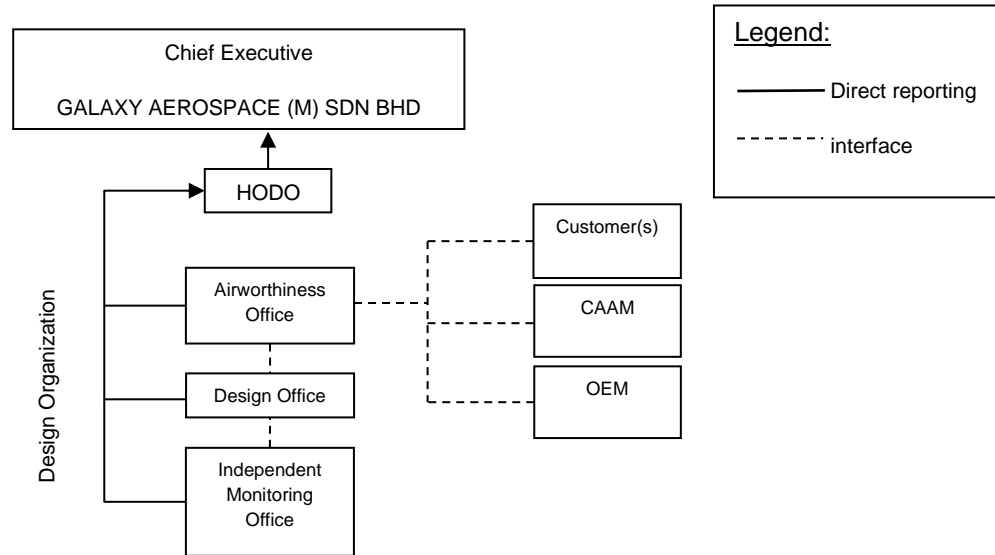 Chief Executive
GALAXY AEROSPACE (M) SDN BHD
Legend:
Direct reporting
interface
HODO
Design Organization
Airworthiness
Office
Design Office
Independent
Monitoring
Office
Customer(s)
CAAM
OEM